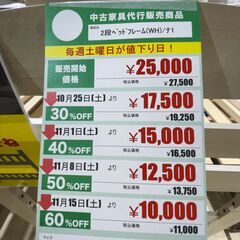 中古家具代行販売商品
品名
2段ベッドフレーム(WH)/ナ1
毎週土曜日が値下り日！
販売開始価格
¥25,000
税込価格 ¥27,500
10月25日(土)より
30%OFF
¥17,500
税込価格 ¥19,250
11月1日(土)より
40%OFF
¥15,000
税込価格 ¥16,500
11月8日(土)より
50%OFF
¥12,500
税込価格 ¥13,750
11月15日(土)より
60%OFF
¥10,000
税込価格 ¥11,000
サイズ